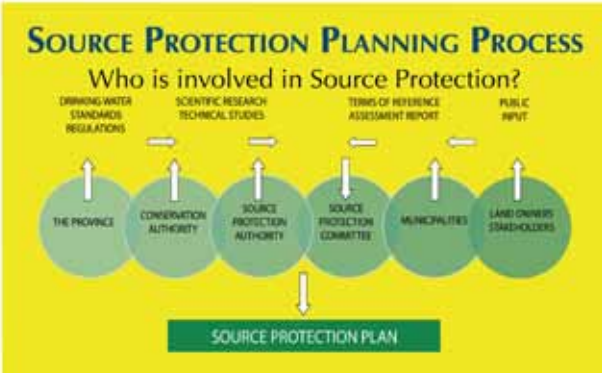 SOURCE PROTECTION PLANNING PROCESS
Who is involved in Source Protection?
DRINKING-WATER
STANDARDS
REGULATIONS
SCIENTIFIC RESEARCH
TECHNICAL STUDIES
TERMS OF REFERENCE
ASSESSMENT REPORT
PUBLIC
INPUT
THE PROVINCE
CONSERVATION
AUTHORITY
SOURCE
PROTECTION
AUTHORITY
SOURCE
PROTECTION
COMMITTEE
MUNICIPALITIES
LAND OWNERS
STAKEHOLDERS
SOURCE PROTECTION PLAN